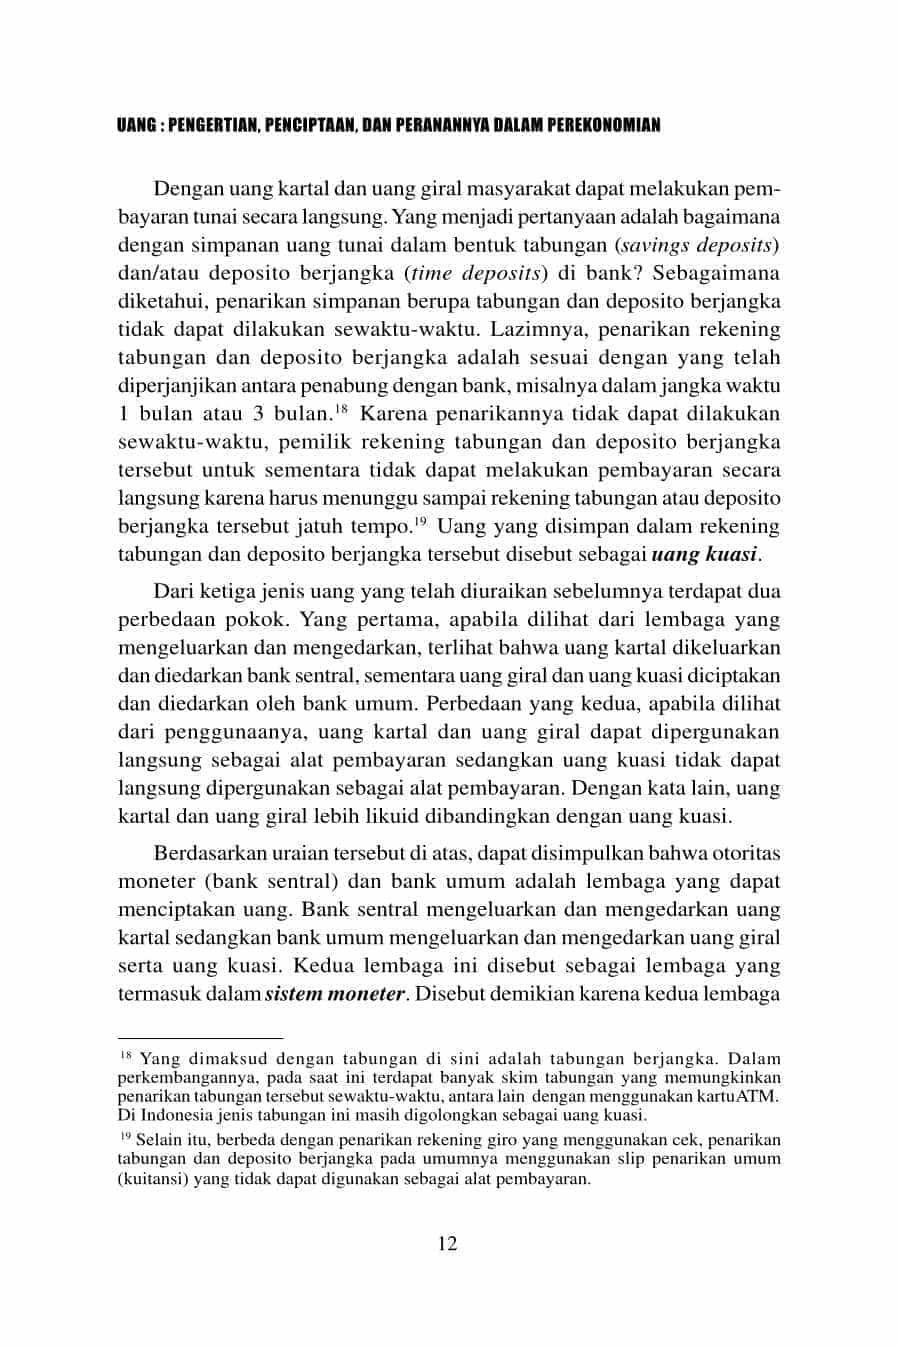 UANG : PENGERTIAN, PENCIPTAAN, DAN PERANANNYA DALAM PEREKONOMIAN
Dengan uang kartal dan uang giral masyarakat dapat melakukan pem-
bayaran tunai secara langsung. Yang menjadi pertanyaan adalah bagaimana
dengan simpanan uang tunai dalam bentuk tabungan (savings deposits)
dan/atau deposito berjangka (time deposits) di bank? Sebagaimana
diketahui, penarikan simpanan berupa tabungan dan deposito berjangka
tidak dapat dilakukan sewaktu-waktu. Lazimnya, penarikan rekening
tabungan dan deposito berjangka adalah sesuai dengan yang telah
diperjanjikan antara penabung dengan bank, misalnya dalam jangka waktu
1 bulan atau 3 bulan.18 Karena penarikannya tidak dapat dilakukan
sewaktu-waktu, pemilik rekening tabungan dan deposito berjangka
tersebut untuk sementara tidak dapat melakukan pembayaran secara
langsung karena harus menunggu sampai rekening tabungan atau deposito
berjangka tersebut jatuh tempo.19 Uang yang disimpan dalam rekening
tabungan dan deposito berjangka tersebut disebut sebagai uang kuasi.
Dari ketiga jenis uang yang telah diuraikan sebelumnya terdapat dua
perbedaan pokok. Yang pertama, apabila dilihat dari lembaga yang
mengeluarkan dan mengedarkan, terlihat bahwa uang kartal dikeluarkan
dan diedarkan bank sentral, sementara uang giral dan uang kuasi diciptakan
dan diedarkan oleh bank umum. Perbedaan yang kedua, apabila dilihat
dari penggunaanya, uang kartal dan uang giral dapat dipergunakan
langsung sebagai alat pembayaran sedangkan uang kuasi tidak dapat
langsung dipergunakan sebagai alat pembayaran. Dengan kata lain, uang
kartal dan uang giral lebih likuid dibandingkan dengan uang kuasi.
Berdasarkan uraian tersebut di atas, dapat disimpulkan bahwa otoritas
moneter (bank sentral) dan bank umum adalah lembaga yang dapat
menciptakan uang. Bank sentral mengeluarkan dan mengedarkan uang
kartal sedangkan bank umum mengeluarkan dan mengedarkan uang giral
serta uang kuasi. Kedua lembaga ini disebut sebagai lembaga yang
termasuk dalam sistem moneter. Disebut demikian karena kedua lembaga
18 Yang dimaksud dengan tabungan di sini adalah tabungan berjangka. Dalam
perkembangannya, pada saat ini terdapat banyak skim tabungan yang memungkinkan
penarikan tabungan tersebut sewaktu-waktu, antara lain dengan menggunakan kartu ATM.
Di Indonesia jenis tabungan ini masih digolongkan sebagai uang kuasi.
19 Selain itu, berbeda dengan penarikan rekening giro yang menggunakan cek, penarikan
tabungan dan deposito berjangka pada umumnya menggunakan slip penarikan umum
(kuitansi) yang tidak dapat digunakan sebagai alat pembayaran.
12